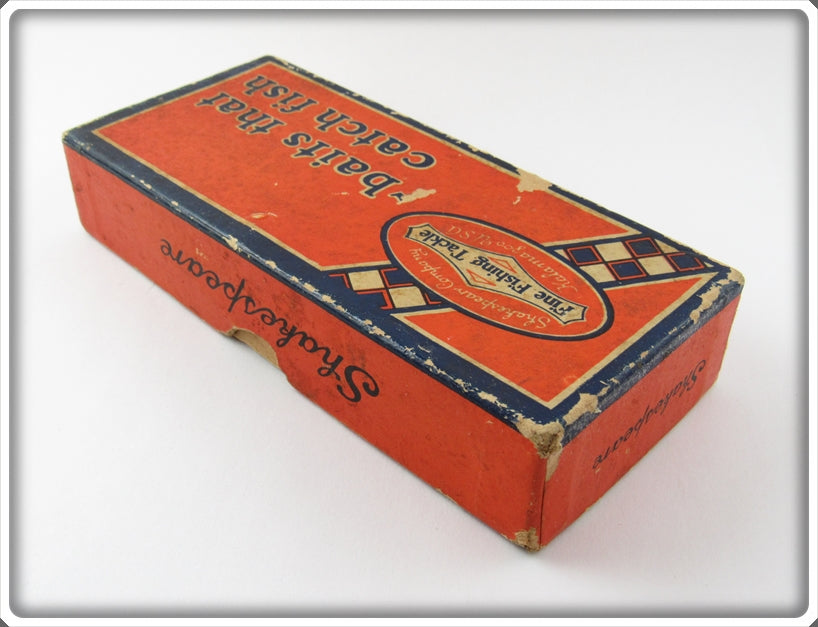 baits that
catch fish
Shakespeare Company
Fine Fishing Tackle
Kalamazoo U.S.A.
Shakespeare
Shakespeare